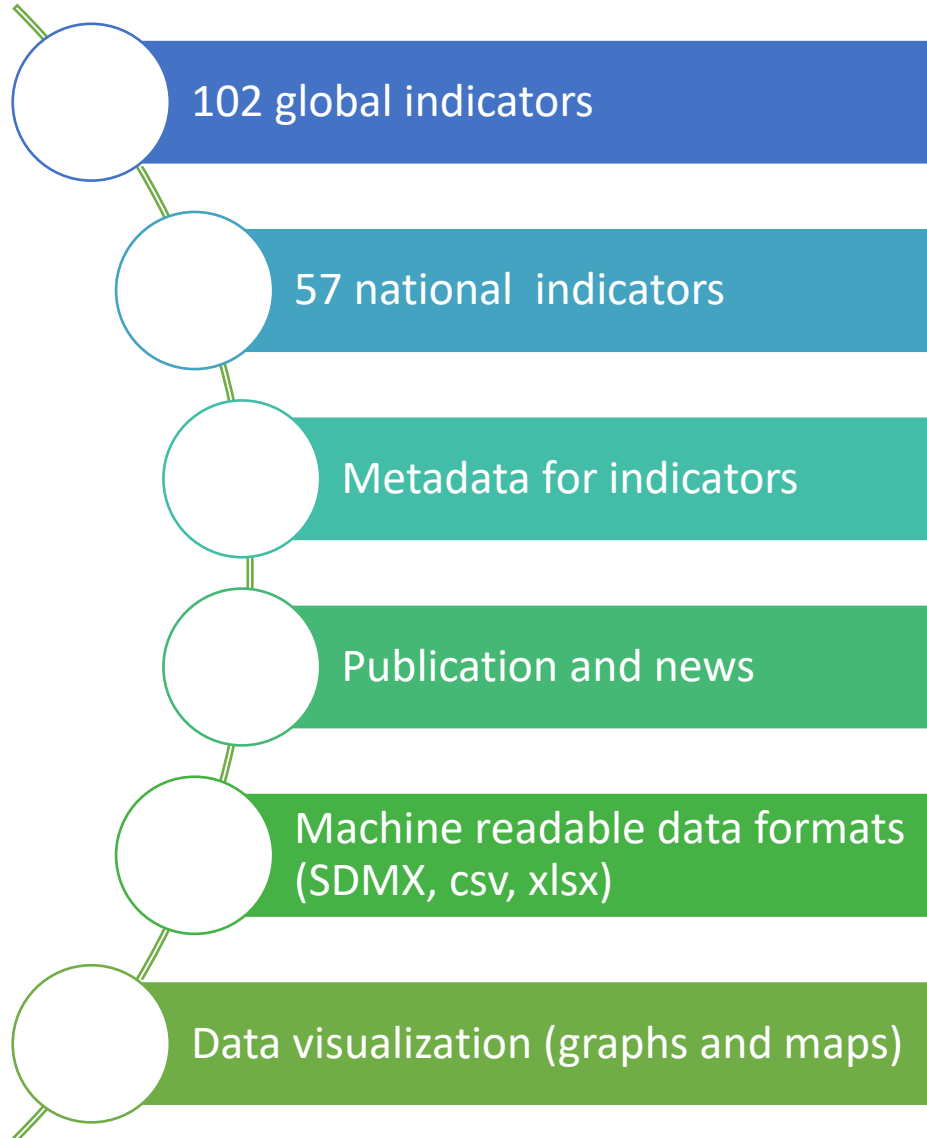 102 global indicators
57 national  indicators
Metadata for indicators
Publication and news
Machine readable data formats
(SDMX, csv, xlsx)
Data visualization (graphs and maps)